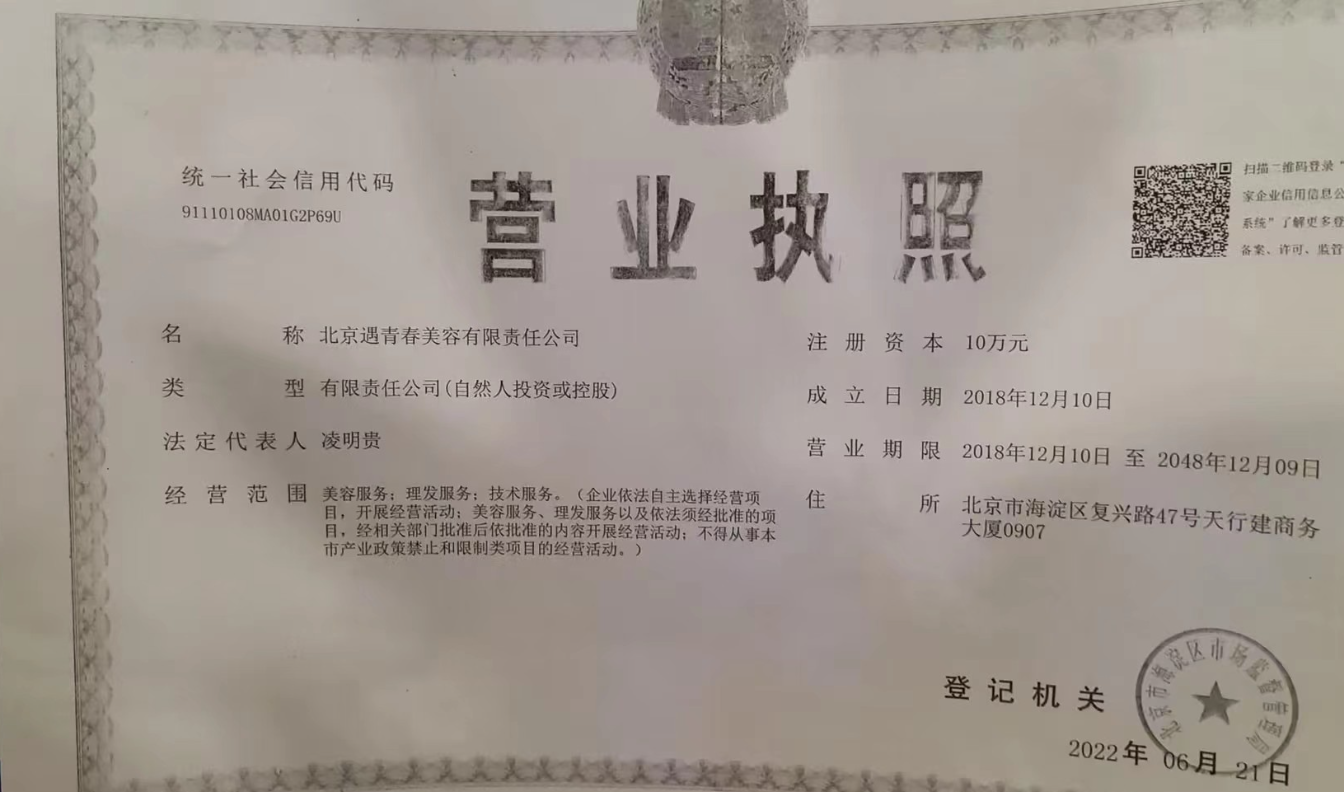 统一社会信用代码
91110108MA01G2P69U
营业执照
扫描二维码登录“
家企业信用信息公
系统”了解更多登
备案、许可、监管
名称 北京遇青春美容有限责任公司
类型 有限责任公司(自然人投资或控股)
法定代表人 凌明贵
经营范围 美容服务；理发服务；技术服务。（企业依法自主选择经营项
目，开展经营活动；美容服务、理发服务以及依法须经批准的项
目，经相关部门批准后依批准的内容开展经营活动；不得从事本
市产业政策禁止和限制类项目的经营活动。）
注册资本 10万元
成立日期 2018年12月10日
营业期限 2018年12月10日 至 2048年12月09日
住所 北京市海淀区复兴路47号天行建商务
大厦0907
登记机关
北京市海淀区市场监督管理局
2022年 06月 21日